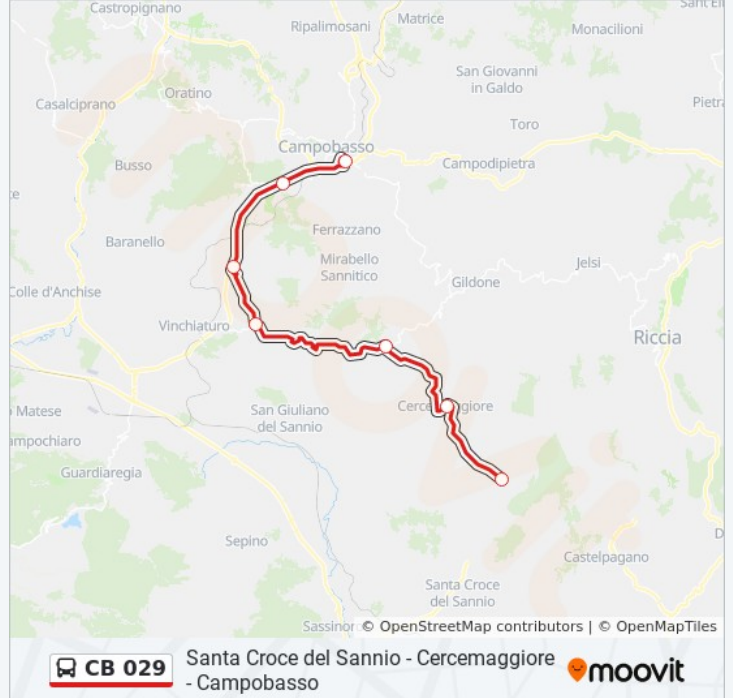 Castropignano
Ripalimosani
Matrice
Sant'El
Monacilioni
San Giovanni
in Galdo
Casalciprano
Oratino
Pietra
Toro
Campobasso
Campodipietra
Busso
te
Ferrazzano
Baranello
Mirabello
Sannitico
Jelsi
Gildone
Colle d'Anchise
Vinchiaturo
Riccia
Cercemaggiore
Matese
San Giuliano
del Sannio
ampochiaro
Guardiaregia
Sepino
D
Castelpagano
Santa Croce
del Sannio
Sassinoro
© OpenStreetMap contributors | © OpenMapTiles
CB 029
Santa Croce del Sannio - Cercemaggiore
- Campobasso
moovit